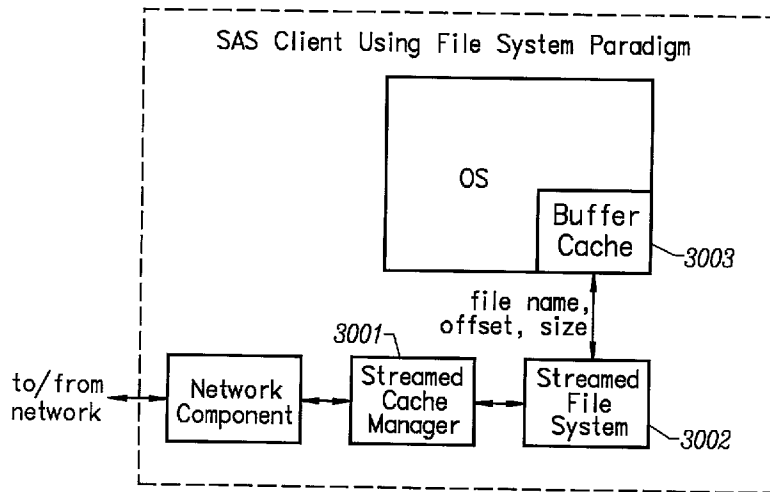 SAS Client Using File System Paradigm
OS
Buffer
Cache
3003
file name,
offset, size
3001
to/from
network
Network
Component
Streamed
Cache
Manager
Streamed
File
System
3002